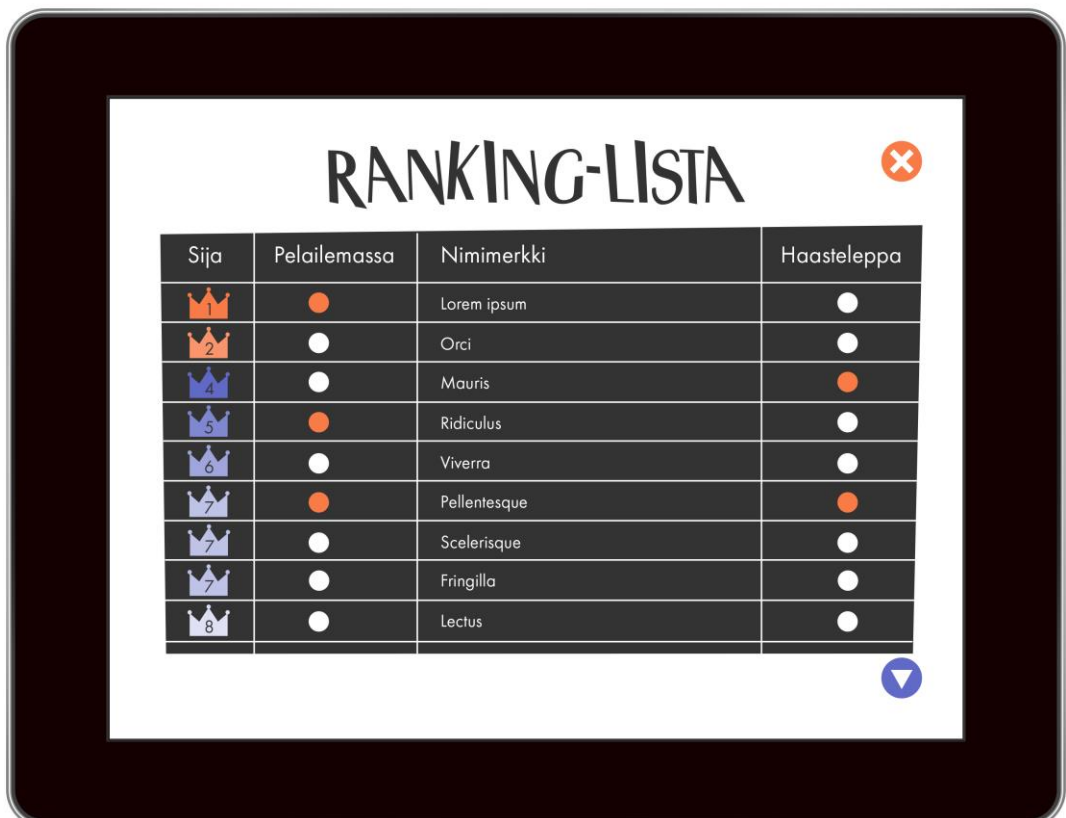 RANKING-LISTA
Sija Pelailemassa Nimimerkki Haasteleppa
1 Lorem ipsum
2 Orci
4 Mauris
5 Ridiculus
6 Viverra
7 Pellentesque
7 Scelerisque
7 Fringilla
8 Lectus